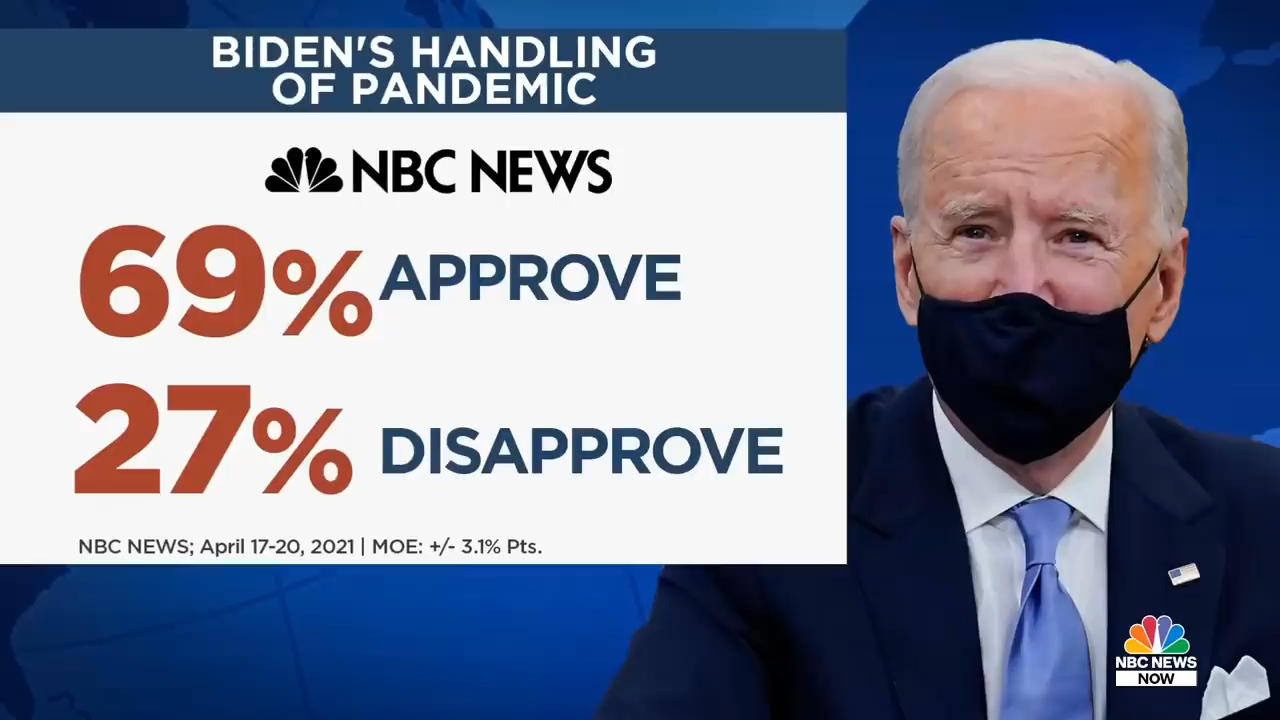 BIDEN'S HANDLING
OF PANDEMIC
NBC NEWS
69% APPROVE
27% DISAPPROVE
NBC NEWS; April 17-20, 2021 | MOE: +/- 3.1% Pts.
NBC NEWS
NOW